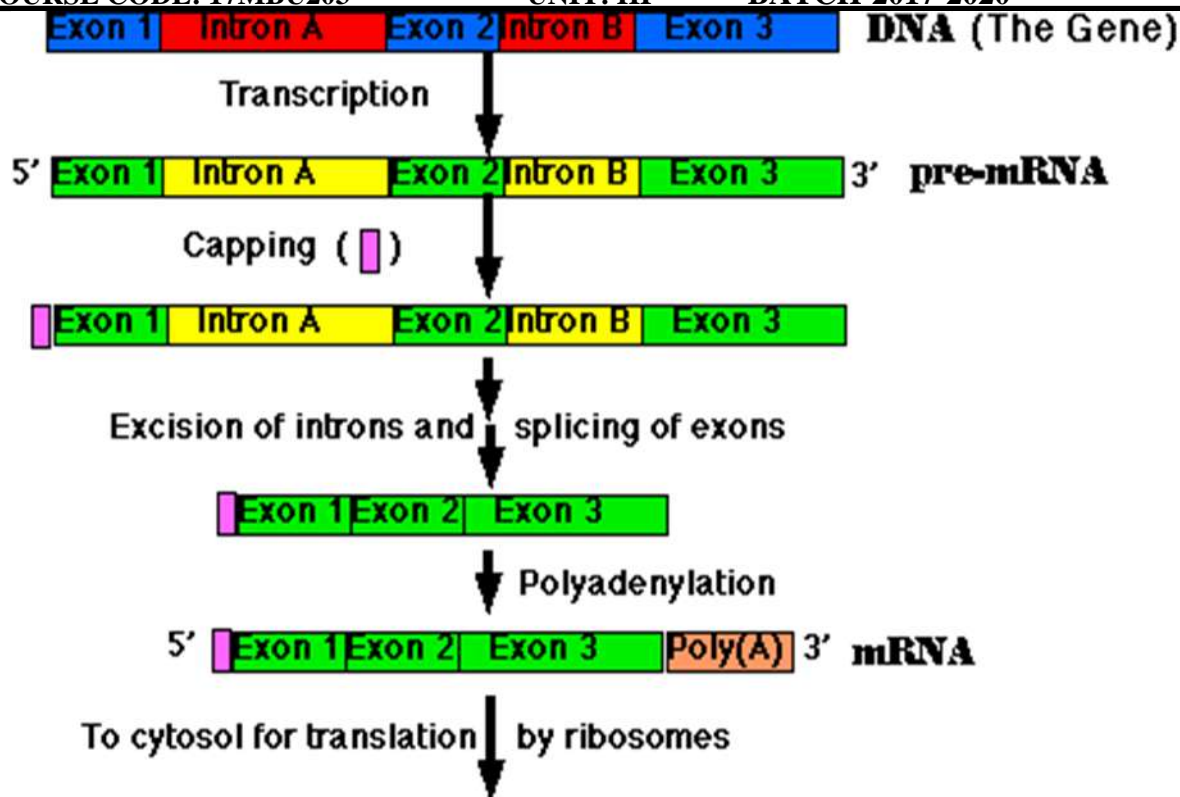 Exon 1 Intron A Exon 2 Intron B Exon 3 DNA (The Gene)
Transcription
5' Exon 1 Intron A Exon 2 Intron B Exon 3 3' pre-mRNA
Capping ( )
Exon 1 Intron A Exon 2 Intron B Exon 3
Excision of introns and splicing of exons
Exon 1 Exon 2 Exon 3
Polyadenylation
5' Exon 1 Exon 2 Exon 3 Poly(A) 3' mRNA
To cytosol for translation by ribosomes